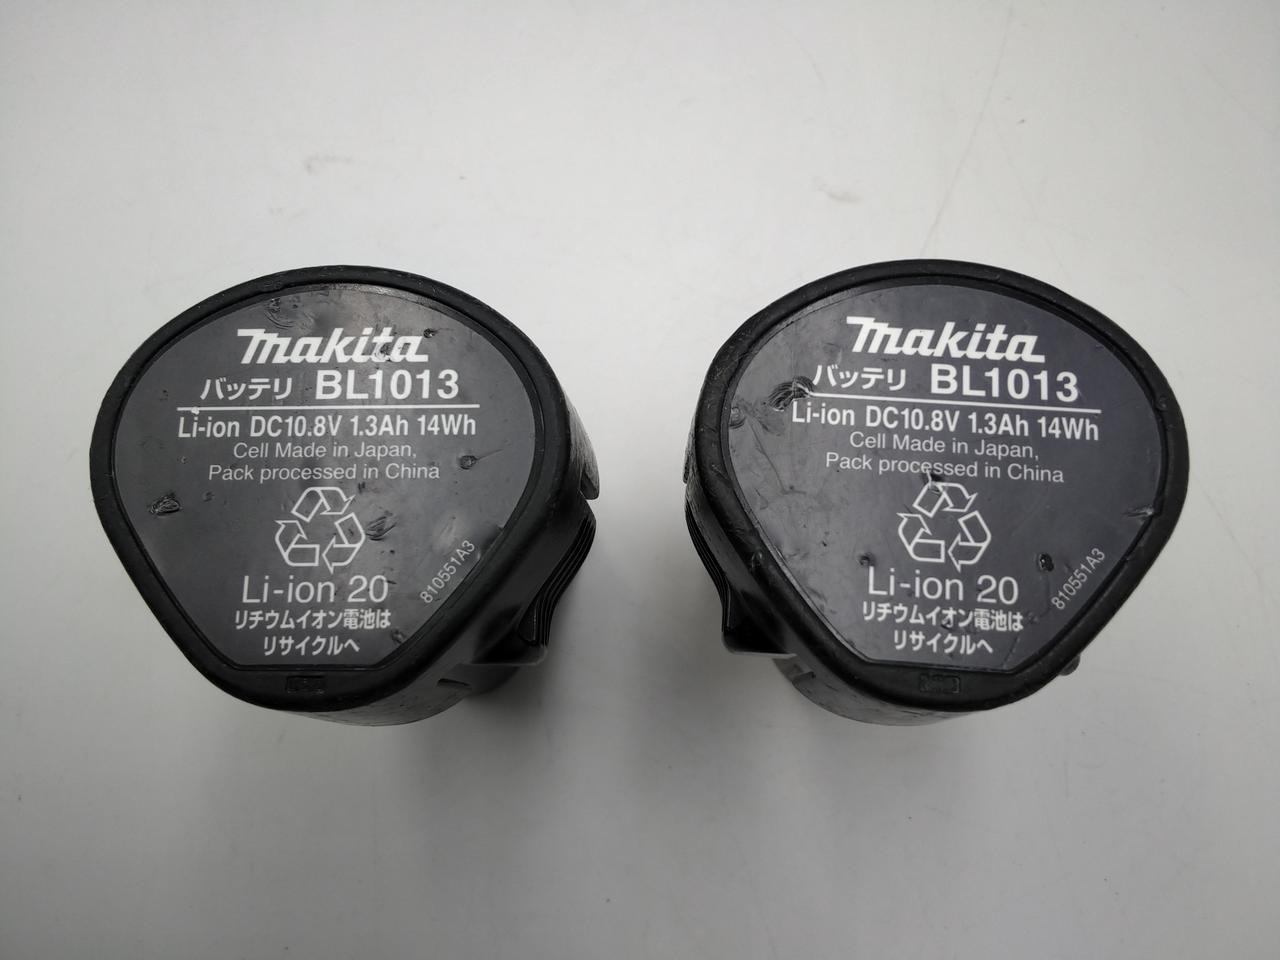 makita
バッテリ BL1013
Li-ion DC10.8V 1.3Ah 14Wh
Cell Made in Japan,
Pack processed in China
Li-ion 20
810551A3
リチウムイオン電池は
リサイクルへ
makita
バッテリ BL1013
Li-ion DC10.8V 1.3Ah 14Wh
Cell Made in Japan,
Pack processed in China
Li-ion 20
810551A3
リチウムイオン電池は
リサイクルへ